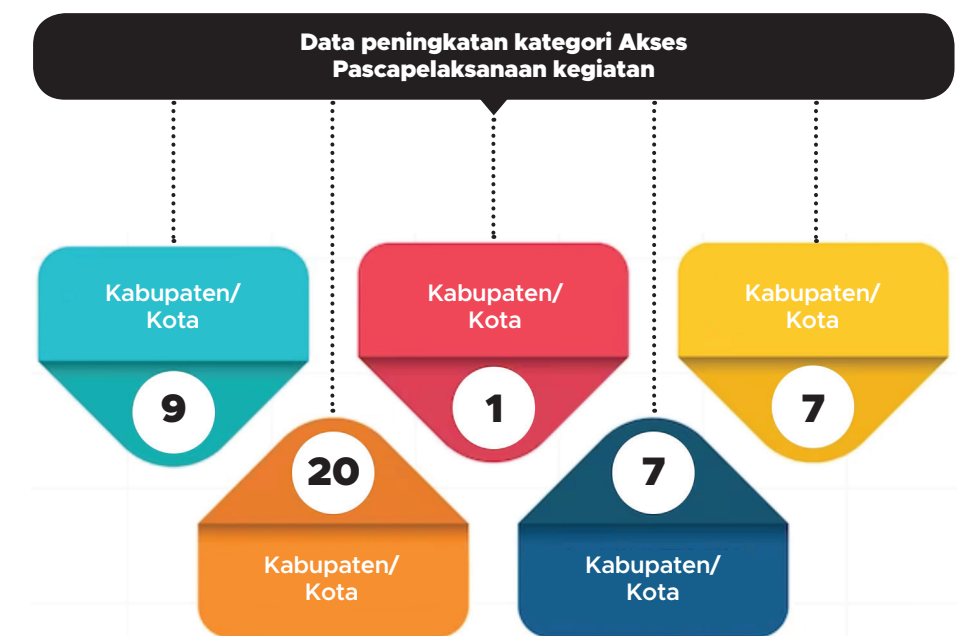 Data peningkatan kategori Akses
Pascapelaksanaan kegiatan
Kabupaten/
Kota
9
Kabupaten/
Kota
1
Kabupaten/
Kota
7
20
Kabupaten/
Kota
7
Kabupaten/
Kota